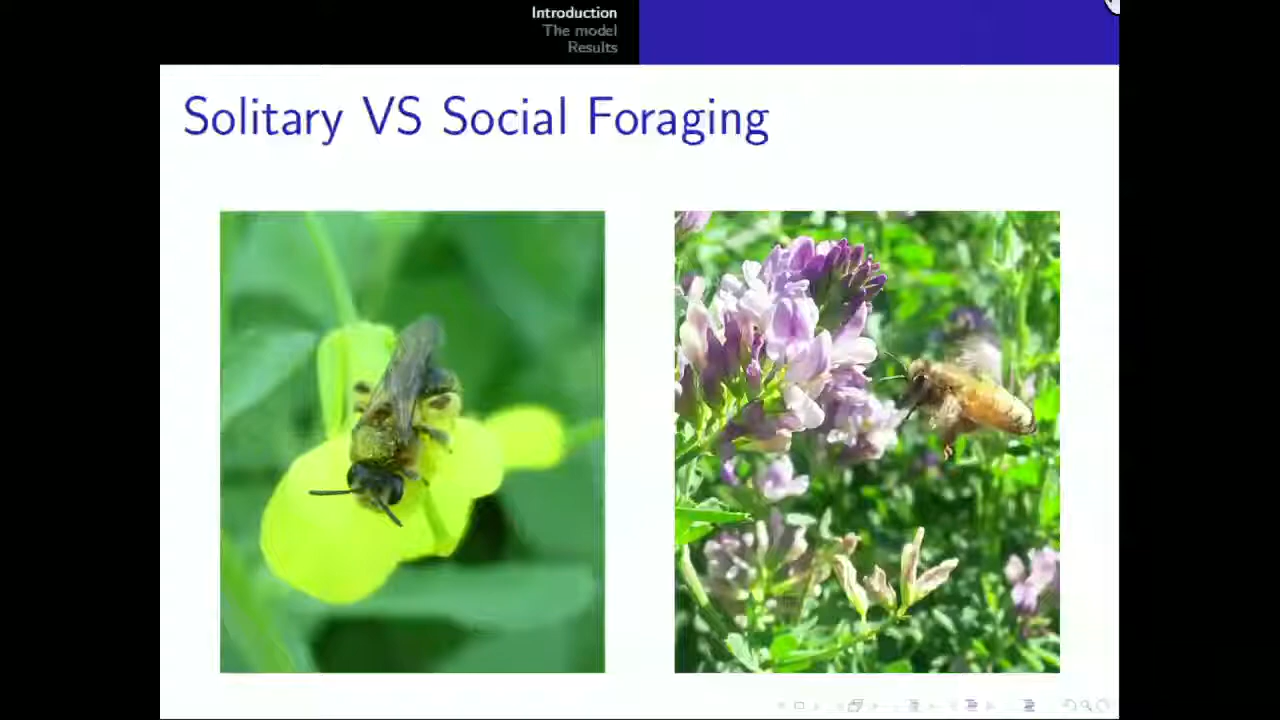 Introduction
The model
Results
Solitary VS Social Foraging